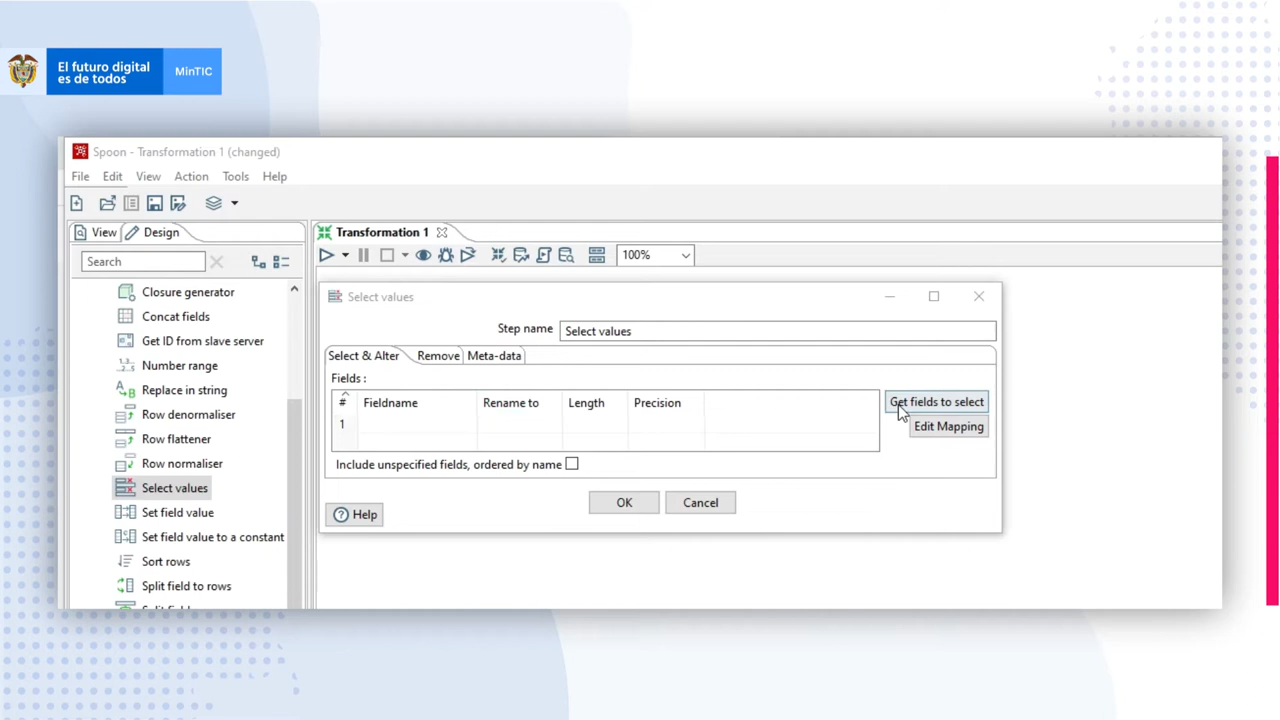 El futuro digital
es de todos
MinTIC
Spoon - Transformation 1 (changed)
File Edit View Action Tools Help
View Design
Transformation 1
Search
100%
Closure generator
Concat fields
Get ID from slave server
Number range
Replace in string
Row denormaliser
Row flattener
Row normaliser
Select values
Set field value
Set field value to a constant
Sort rows
Split field to rows
Select values
Step name Select values
Select & Alter Remove Meta-data
Fields :
# Fieldname Rename to Length Precision
1
Get fields to select
Edit Mapping
Include unspecified fields, ordered by name
OK Cancel
Help